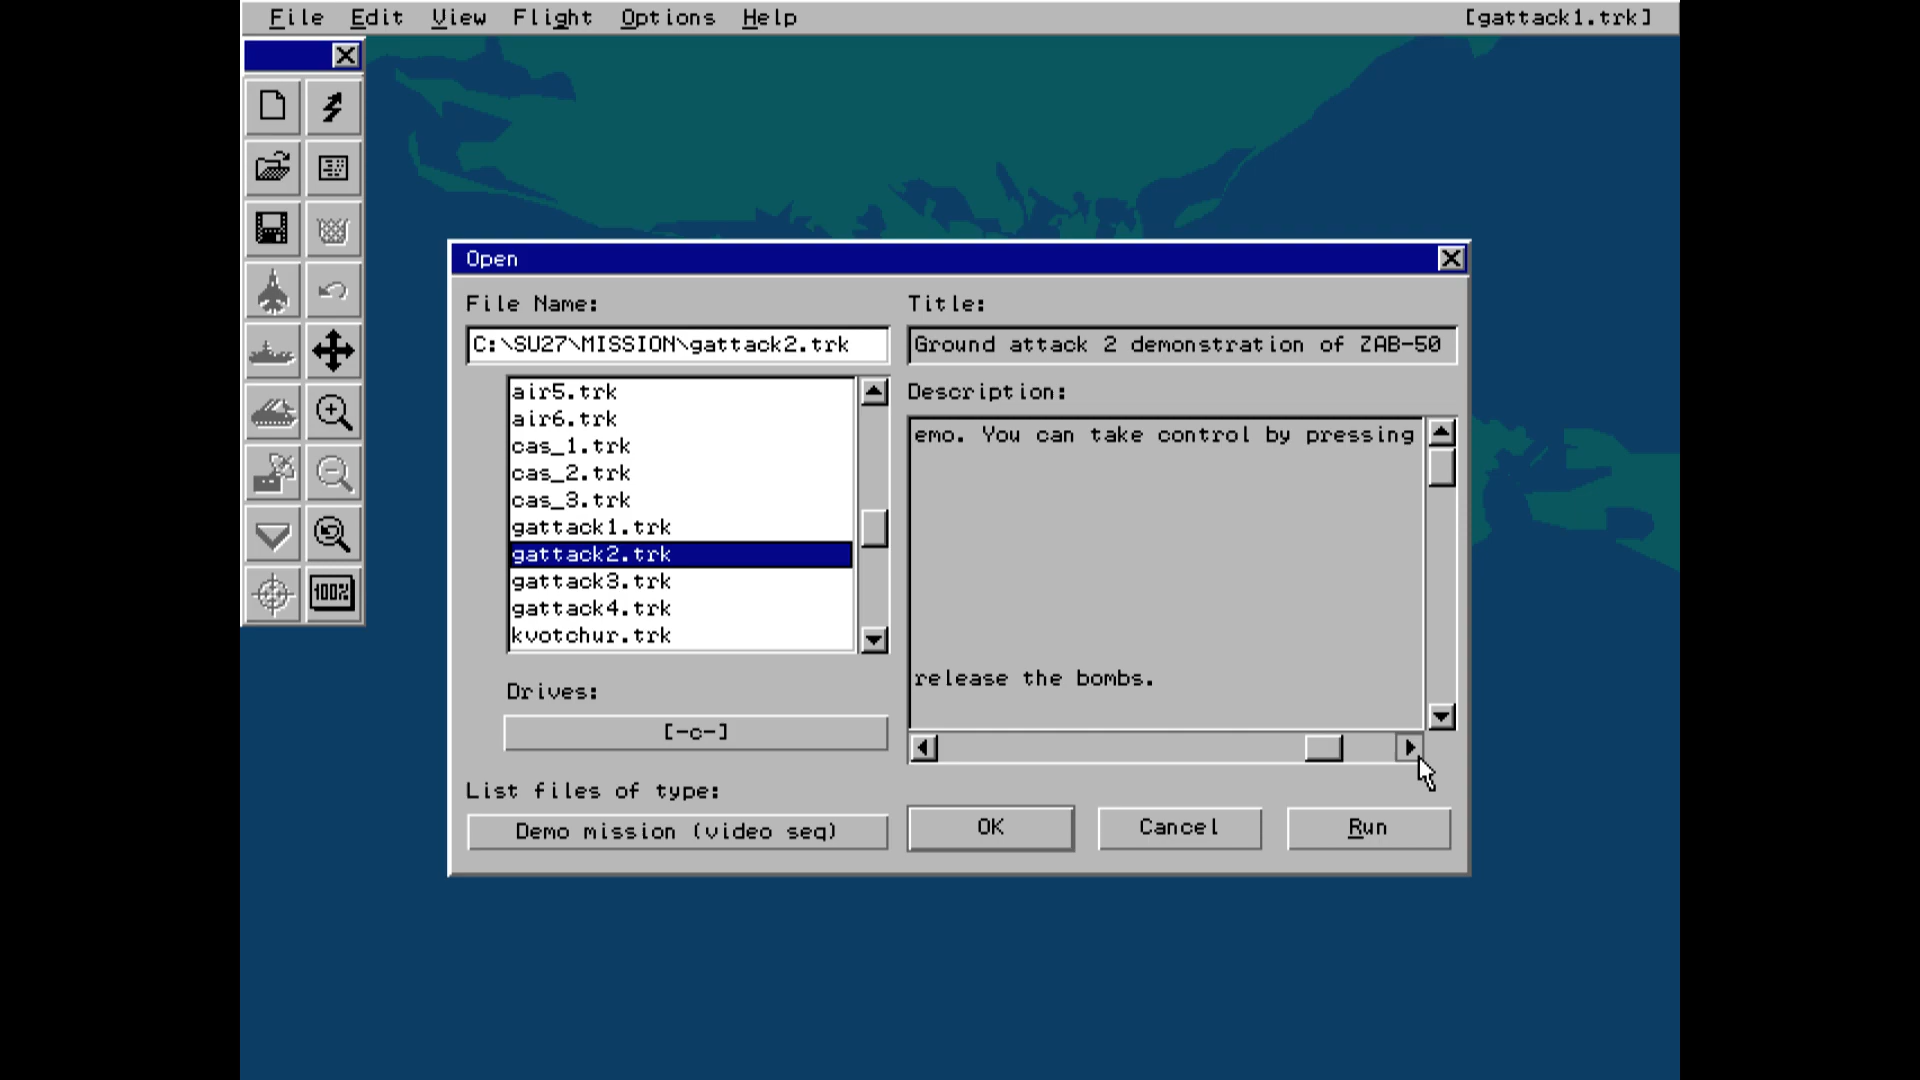 File Edit View Flight Options Help [gattack1.trk]
Open
File Name:
C:\SU27\MISSION\gattack2.trk
air5.trk
air6.trk
cas_1.trk
cas_2.trk
cas_3.trk
gattack1.trk
gattack2.trk
gattack3.trk
gattack4.trk
kvotchur.trk
Drives:
[-c-]
List files of type:
Demo mission (video seq)
Title:
Ground attack 2 demonstration of ZAB-50
Description:
emo. You can take control by pressing
release the bombs.
OK Cancel Run
100%